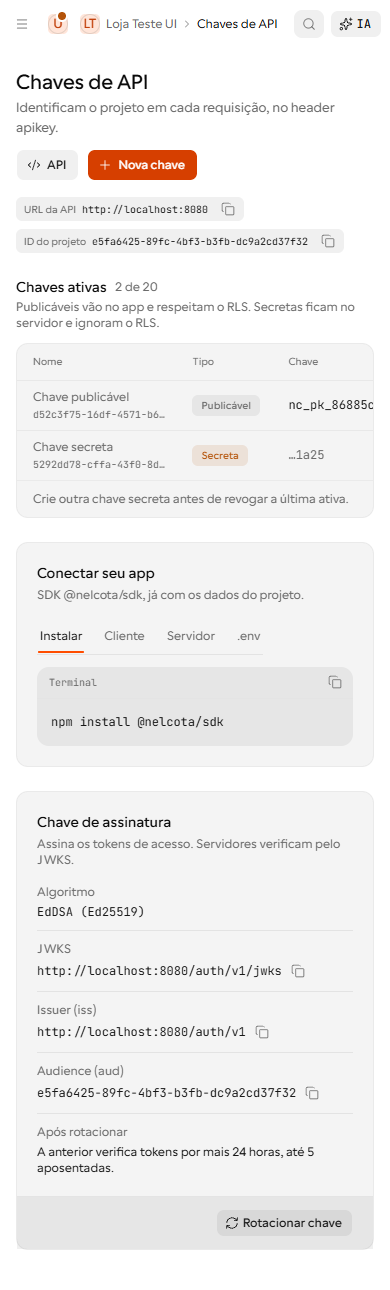 U LT Loja Teste UI > Chaves de API IA
Chaves de API
Identificam o projeto em cada requisição, no header
apikey.
API
Nova chave
URL da API http://localhost:8080
ID do projeto e5fa6425-89fc-4bf3-b3fb-dc9a2cd37f32
Chaves ativas 2 de 20
Publicáveis vão no app e respeitam o RLS. Secretas ficam no
servidor e ignoram o RLS.
Nome Tipo Chave
Chave publicável
d52c3f75-16df-4571-b6… Publicável nc_pk_86885c
Chave secreta
5292dd78-cffa-43f0-8d… Secreta …1a25
Crie outra chave secreta antes de revogar a última ativa.
Conectar seu app
SDK @nelcota/sdk, já com os dados do projeto.
Instalar Cliente Servidor .env
Terminal
npm install @nelcota/sdk
Chave de assinatura
Assina os tokens de acesso. Servidores verificam pelo
JWKS.
Algoritmo
EdDSA (Ed25519)
JWKS
http://localhost:8080/auth/v1/jwks
Issuer (iss)
http://localhost:8080/auth/v1
Audience (aud)
e5fa6425-89fc-4bf3-b3fb-dc9a2cd37f32
Após rotacionar
A anterior verifica tokens por mais 24 horas, até 5
aposentadas.
Rotacionar chave